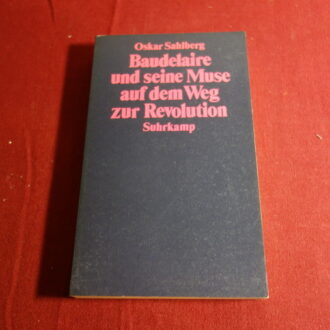 Oskar Sahlberg
Baudelaire
und seine Muse
auf dem Weg
zur Revolution
Suhrkamp